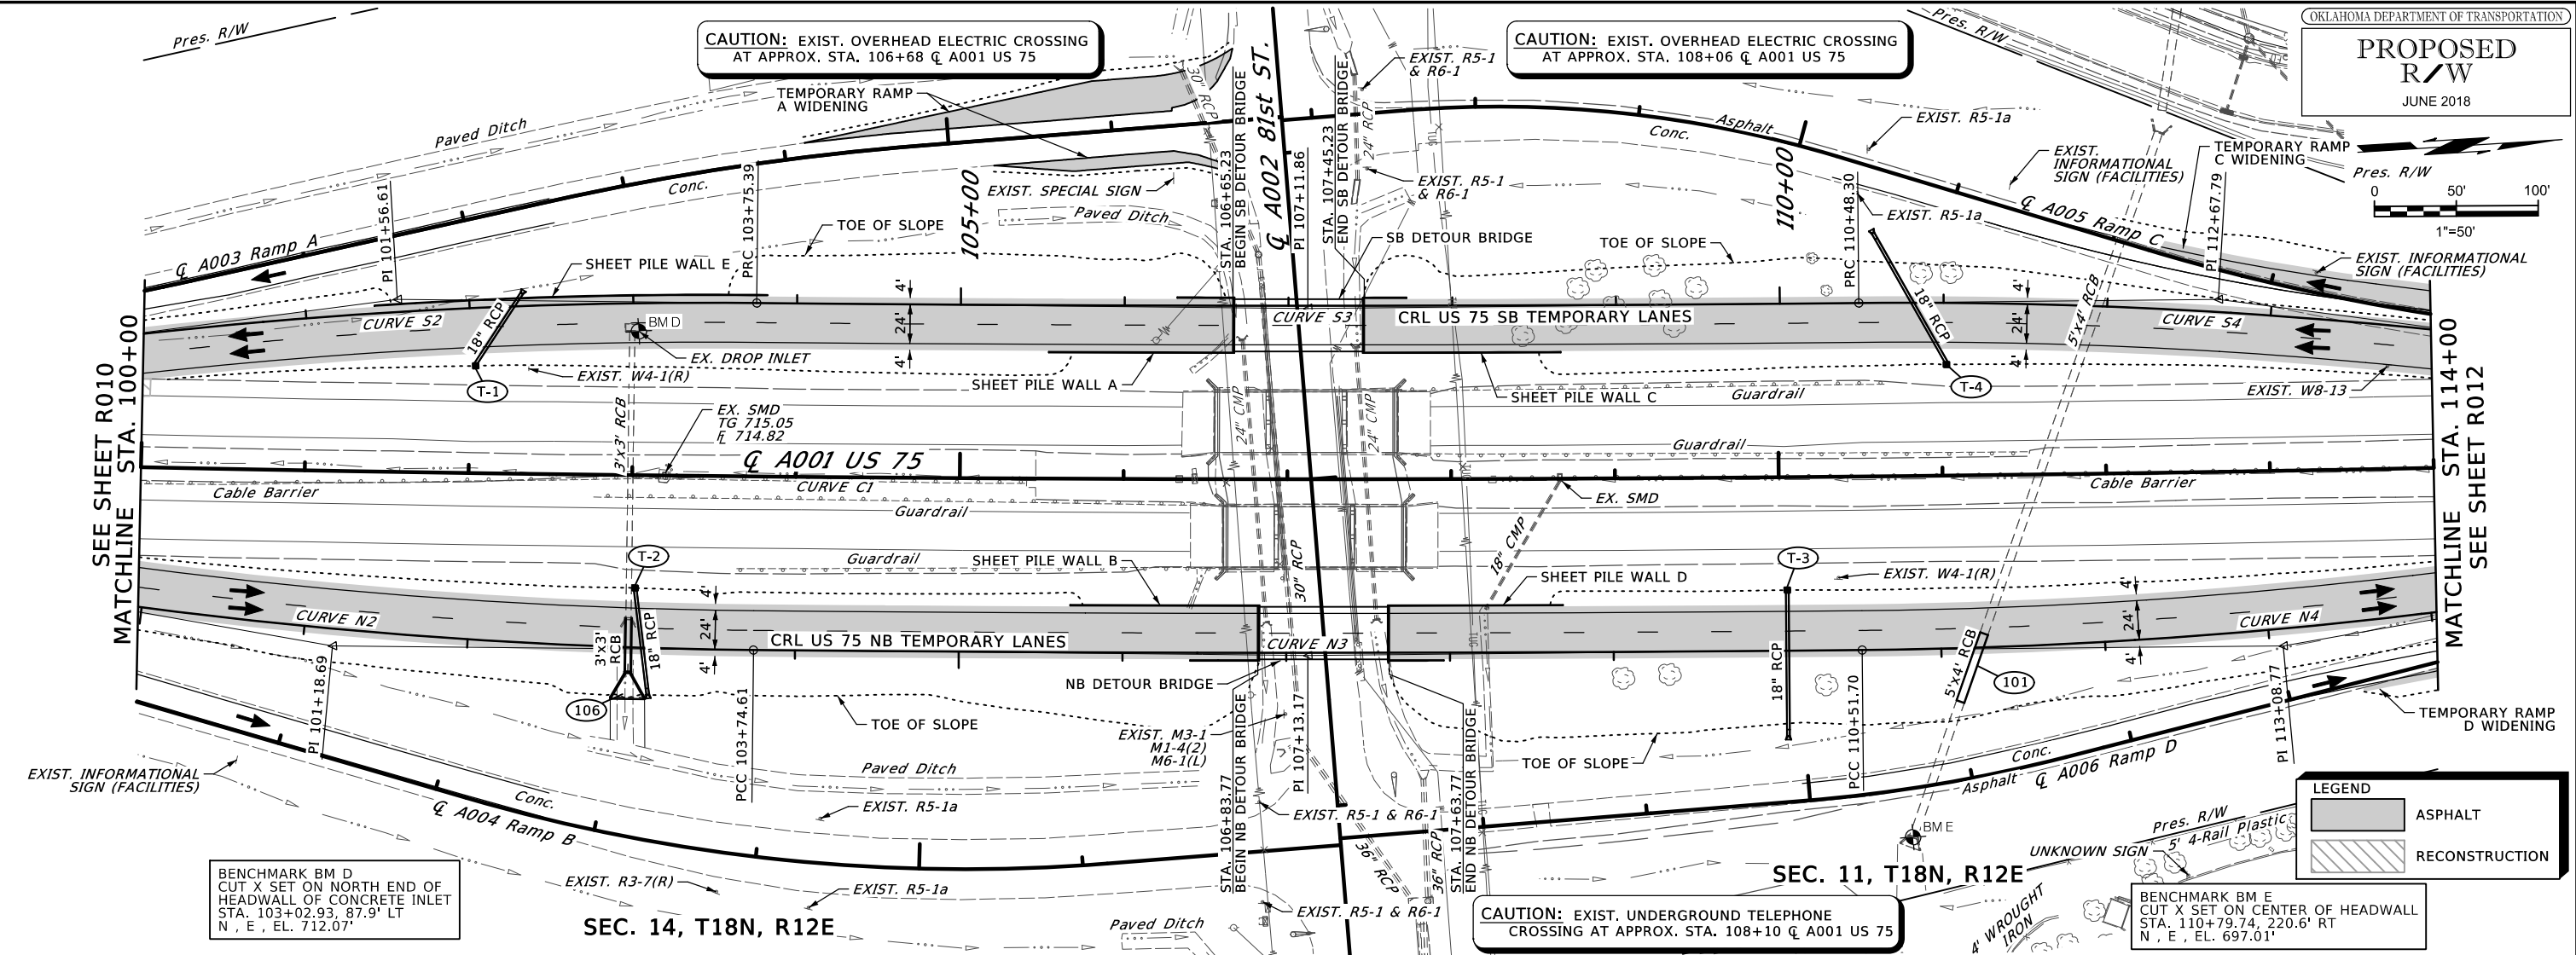 Pres. R/W
CAUTION: EXIST. OVERHEAD ELECTRIC CROSSING
AT APPROX. STA. 106+68 ℄ A001 US 75
CAUTION: EXIST. OVERHEAD ELECTRIC CROSSING
AT APPROX. STA. 108+06 ℄ A001 US 75
EXIST. R5-1
& R6-1
Pres. R/W
OKLAHOMA DEPARTMENT OF TRANSPORTATION
PROPOSED
R/W
JUNE 2018
TEMPORARY RAMP
A WIDENING
Paved Ditch
30" RCP
STA. 106+65.23
BEGIN SB DETOUR BRIDGE
℄ A002 81st ST.
PI 107+11.86
STA. 107+45.23
END SB DETOUR BRIDGE
24" RCP
Conc.
Asphalt
EXIST. R5-1a
EXIST.
INFORMATIONAL
SIGN (FACILITIES)
TEMPORARY RAMP
C WIDENING
Pres. R/W
0 50' 100'
1"=50'
Conc.
PI 101+56.61
PRC 103+75.39
105+00
EXIST. SPECIAL SIGN
Paved Ditch
EXIST. R5-1
& R6-1
110+00
PRC 110+48.30
EXIST. R5-1a
℄ A005 Ramp C
PI 112+67.79
℄ A003 Ramp A
TOE OF SLOPE
SB DETOUR BRIDGE
TOE OF SLOPE
SHEET PILE WALL E
EXIST. INFORMATIONAL
SIGN (FACILITIES)
CURVE S2
18" RCP
BM D
4'
24'
4'
CURVE S3
CRL US 75 SB TEMPORARY LANES
18" RCP
4'
24'
4'
5'x4' RCB
CURVE S4
EX. DROP INLET
EXIST. W4-1(R)
T-1
SHEET PILE WALL A
SHEET PILE WALL C
Guardrail
T-4
EXIST. W8-13
SEE SHEET R010
MATCHLINE STA. 100+00
MATCHLINE STA. 114+00
SEE SHEET R012
3'x3' RCB
EX. SMD
TG 715.05
FL 714.82
24" CMP
24" CMP
Guardrail
℄ A001 US 75
Cable Barrier
CURVE C1
Guardrail
EX. SMD
Cable Barrier
18" CMP
T-2
Guardrail
SHEET PILE WALL B
30" RCP
SHEET PILE WALL D
T-3
EXIST. W4-1(R)
CURVE N2
3'x3'
RCB
18" RCP
4'
24'
4'
CRL US 75 NB TEMPORARY LANES
CURVE N3
18" RCP
5'x4' RCB
4'
24'
4'
CURVE N4
PI 101+18.69
106
PCC 103+74.61
NB DETOUR BRIDGE
101
TOE OF SLOPE
STA. 106+83.77
BEGIN NB DETOUR BRIDGE
EXIST. M3-1
M1-4(2)
M6-1(L)
PI 107+13.17
STA. 107+63.77
END NB DETOUR BRIDGE
TOE OF SLOPE
PCC 110+51.70
PI 113+08.77
TEMPORARY RAMP
D WIDENING
EXIST. INFORMATIONAL
SIGN (FACILITIES)
Paved Ditch
Conc.
Asphalt
℄ A006 Ramp D
Conc.
℄ A004 Ramp B
EXIST. R5-1a
EXIST. R5-1 & R6-1
36" RCP
36" RCP
BM E
Pres. R/W
5' 4-Rail Plastic
UNKNOWN SIGN
LEGEND
ASPHALT
RECONSTRUCTION
BENCHMARK BM D
CUT X SET ON NORTH END OF
HEADWALL OF CONCRETE INLET
STA. 103+02.93, 87.9' LT
N , E , EL. 712.07'
EXIST. R3-7(R)
EXIST. R5-1a
SEC. 14, T18N, R12E
Paved Ditch
EXIST. R5-1 & R6-1
SEC. 11, T18N, R12E
CAUTION: EXIST. UNDERGROUND TELEPHONE
CROSSING AT APPROX. STA. 108+10 ℄ A001 US 75
4' WROUGHT
IRON
BENCHMARK BM E
CUT X SET ON CENTER OF HEADWALL
STA. 110+79.74, 220.6' RT
N , E , EL. 697.01'